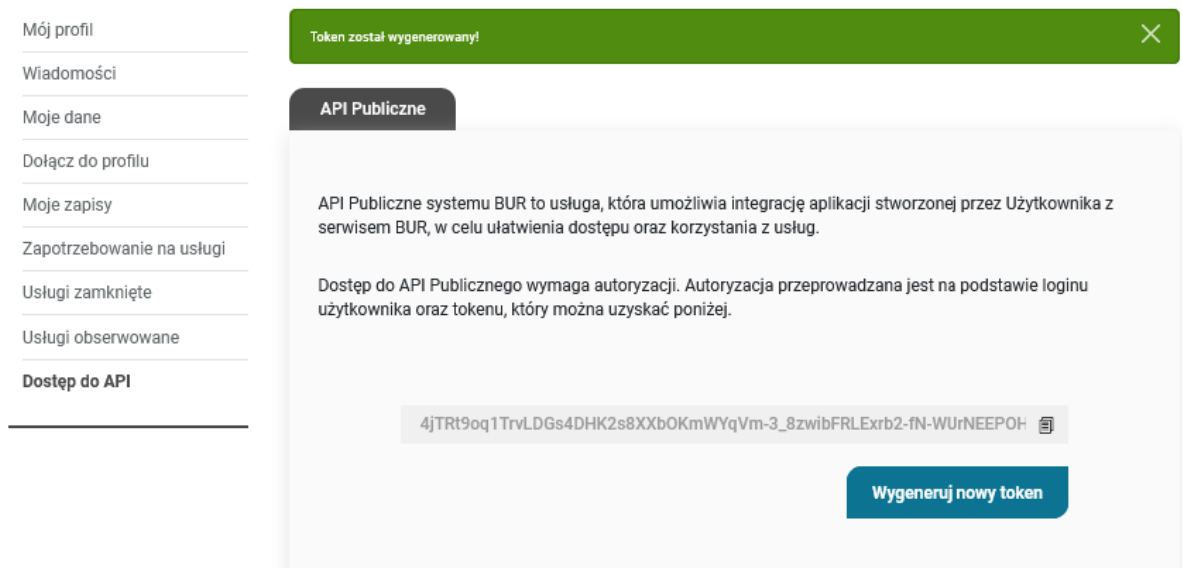 Mój profil
Wiadomości
Moje dane
Dołącz do profilu
Moje zapisy
Zapotrzebowanie na usługi
Usługi zamknięte
Usługi obserwowane
Dostęp do API
Token został wygenerowany!
API Publiczne
API Publiczne systemu BUR to usługa, która umożliwia integrację aplikacji stworzonej przez Użytkownika z
serwisem BUR, w celu ułatwienia dostępu oraz korzystania z usług.
Dostęp do API Publicznego wymaga autoryzacji. Autoryzacja przeprowadzana jest na podstawie loginu
użytkownika oraz tokenu, który można uzyskać poniżej.
4jTRt9oq1TrvLDGs4DHK2s8XXbOKmWYqVm-3_8zwibFRLExrb2-fN-WUrNEEPOH
Wygeneruj nowy token